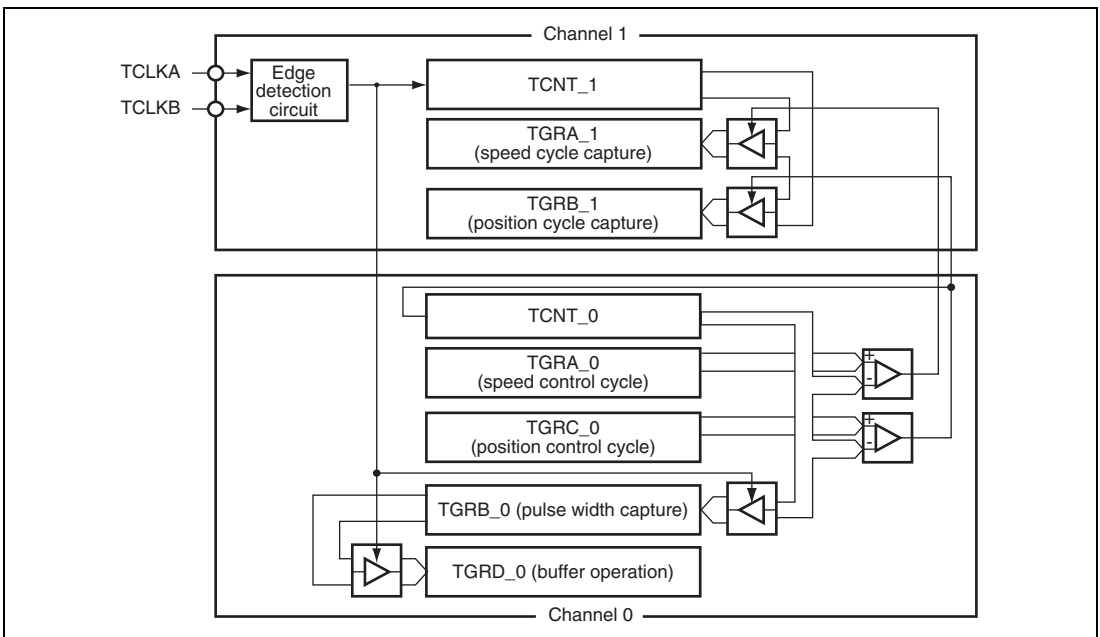 Channel 1
TCLKA
TCLKB
Edge
detection
circuit
TCNT_1
TGRA_1
(speed cycle capture)
TGRB_1
(position cycle capture)
TCNT_0
TGRA_0
(speed control cycle)
+
-
TGRC_0
(position control cycle)
+
-
TGRB_0 (pulse width capture)
TGRD_0 (buffer operation)
Channel 0